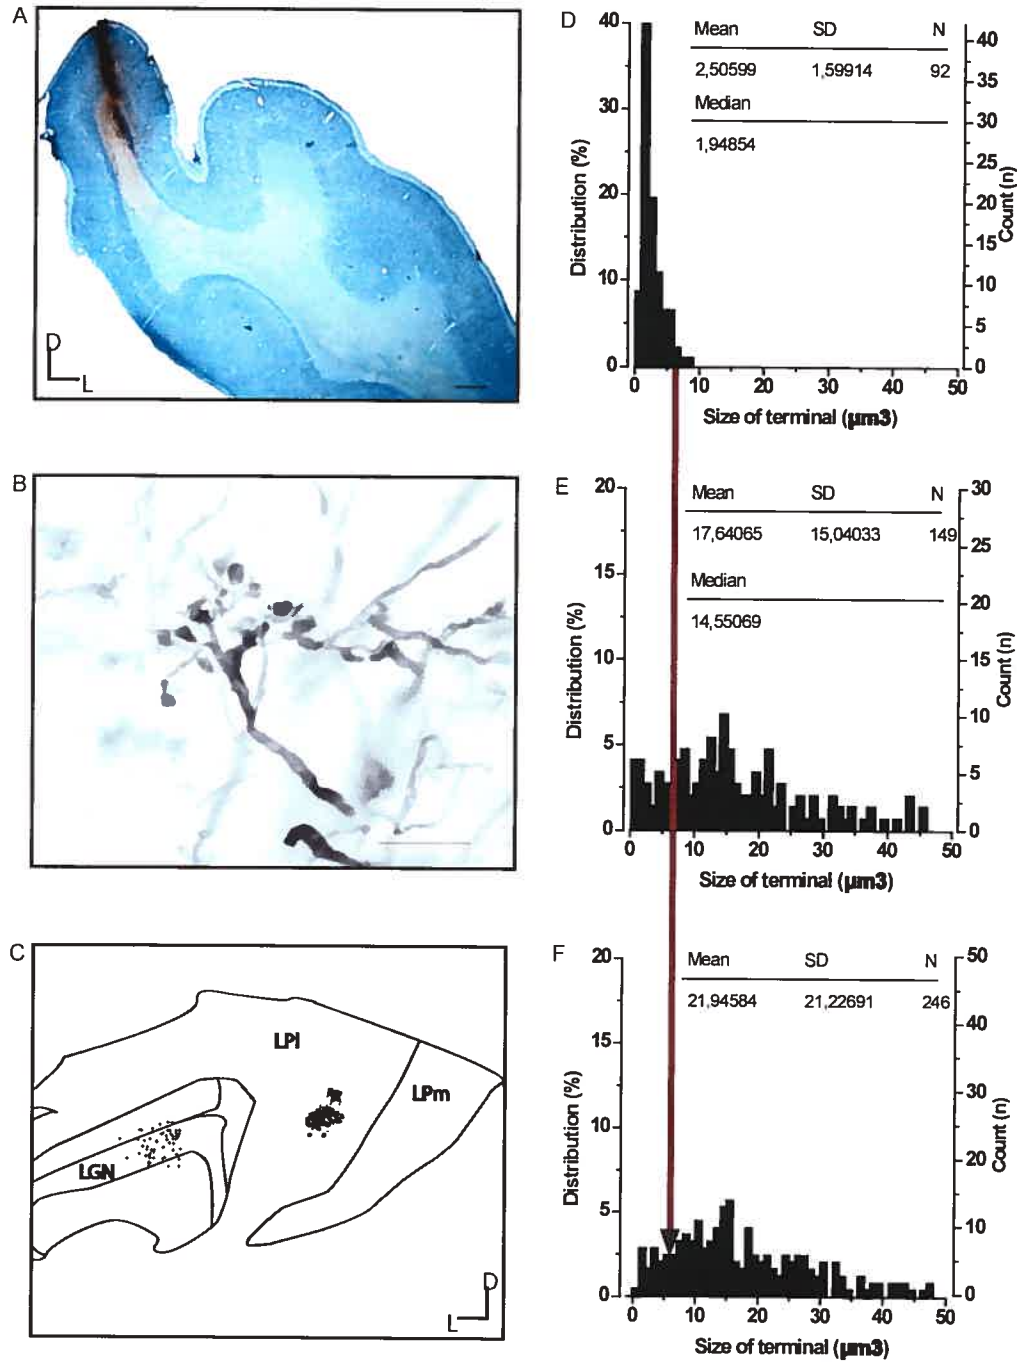 A
D
L
B
C
LPl
LPm
LGN
D
L
D
Mean SD N
2,50599 1,59914 92
Median
1,94854
40
30
20
10
0
Distribution (%)
40
35
30
25
20
15
10
5
0
Count (n)
0 10 20 30 40 50
Size of terminal (µm3)
E
Mean SD N
17,64065 15,04033 149
Median
14,55069
20
15
10
5
0
Distribution (%)
30
25
20
15
10
5
0
Count (n)
0 10 20 30 40 50
Size of terminal (µm3)
F
Mean SD N
21,94584 21,22691 246
20
15
10
5
0
Distribution (%)
50
40
30
20
10
0
Count (n)
0 10 20 30 40 50
Size of terminal (µm3)